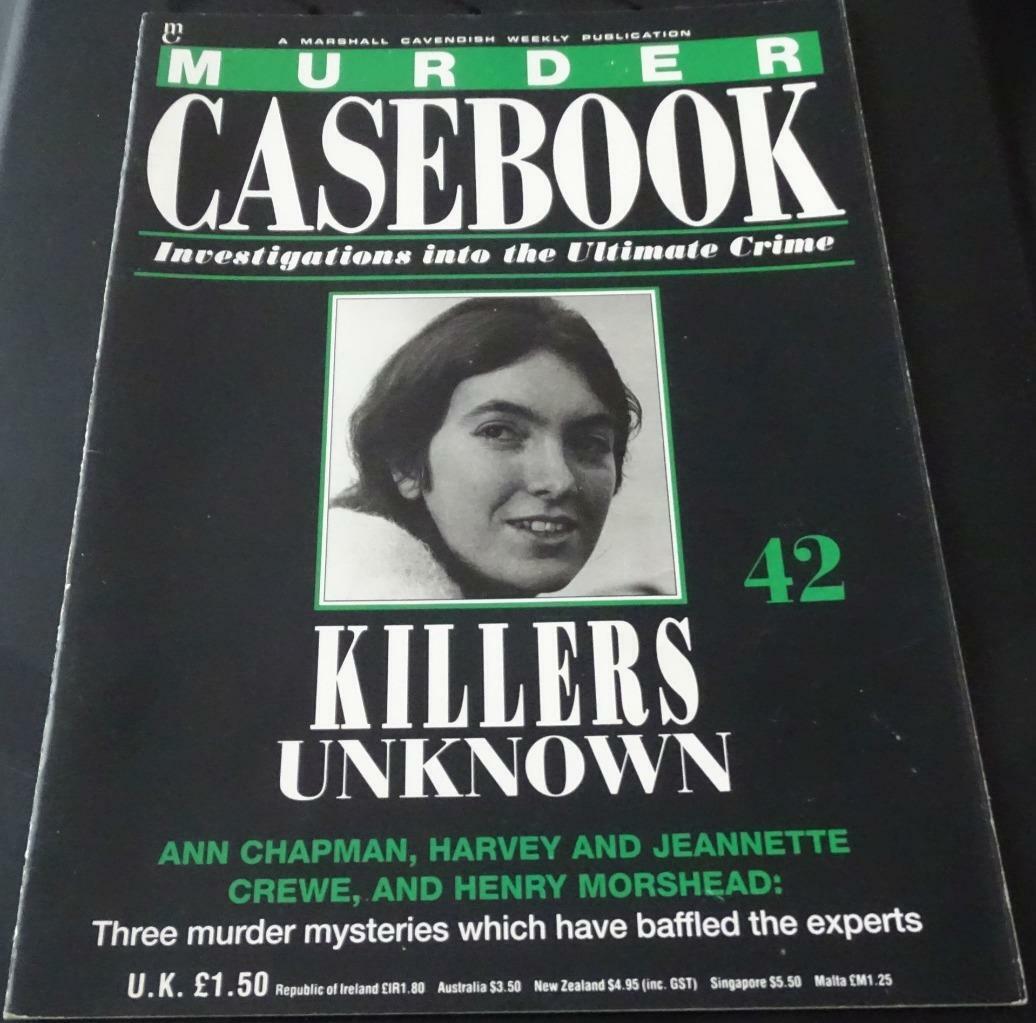 mc
A MARSHALL CAVENDISH WEEKLY PUBLICATION
MURDER
CASEBOOK
Investigations into the Ultimate Crime
42
KILLERS
UNKNOWN
ANN CHAPMAN, HARVEY AND JEANNETTE
CREWE, AND HENRY MORSHEAD:
Three murder mysteries which have baffled the experts
U.K. £1.50 Republic of Ireland £IR1.80 Australia $3.50 New Zealand $4.95 (inc. GST) Singapore $5.50 Malta £M1.25